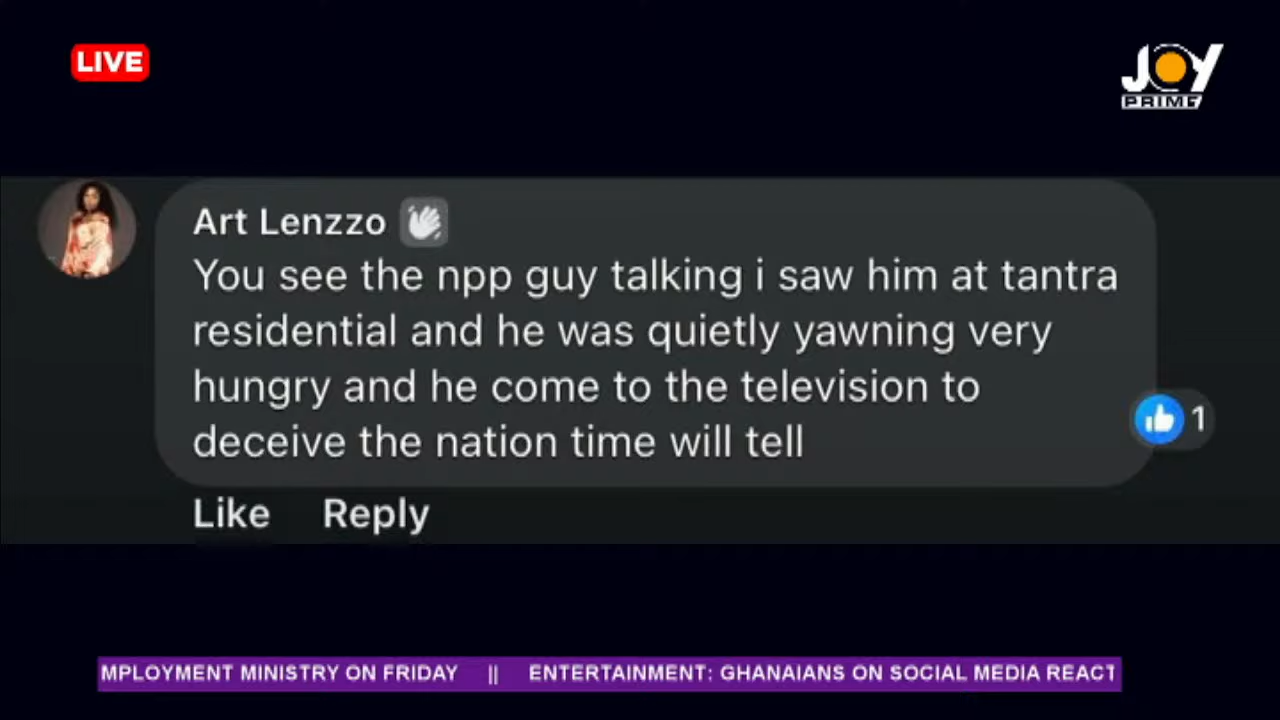 LIVE
JOY
PRIME
Art Lenzzo
You see the npp guy talking i saw him at tantra
residential and he was quietly yawning very
hungry and he come to the television to
deceive the nation time will tell
1
Like Reply
MPLOYMENT MINISTRY ON FRIDAY || ENTERTAINMENT: GHANAIANS ON SOCIAL MEDIA REACT